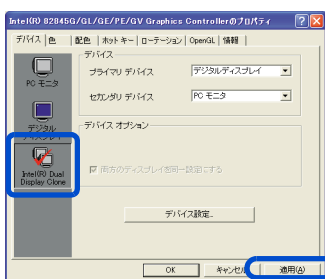 Intel(R) 82845G/GL/GE/PE/GV Graphics Controllerのプロパティ
デバイス
色
配色
ホット キー
ローテーション
OpenGL
情報
PC モニタ
デジタル
ディスプレイ
Intel(R) Dual
Display Clone
デバイス
プライマリ デバイス
デジタルディスプレイ
セカンダリ デバイス
PC モニタ
デバイス オプション
両方のディスプレイを同一設定にする
デバイス設定...
OK
キャンセル
適用(A)